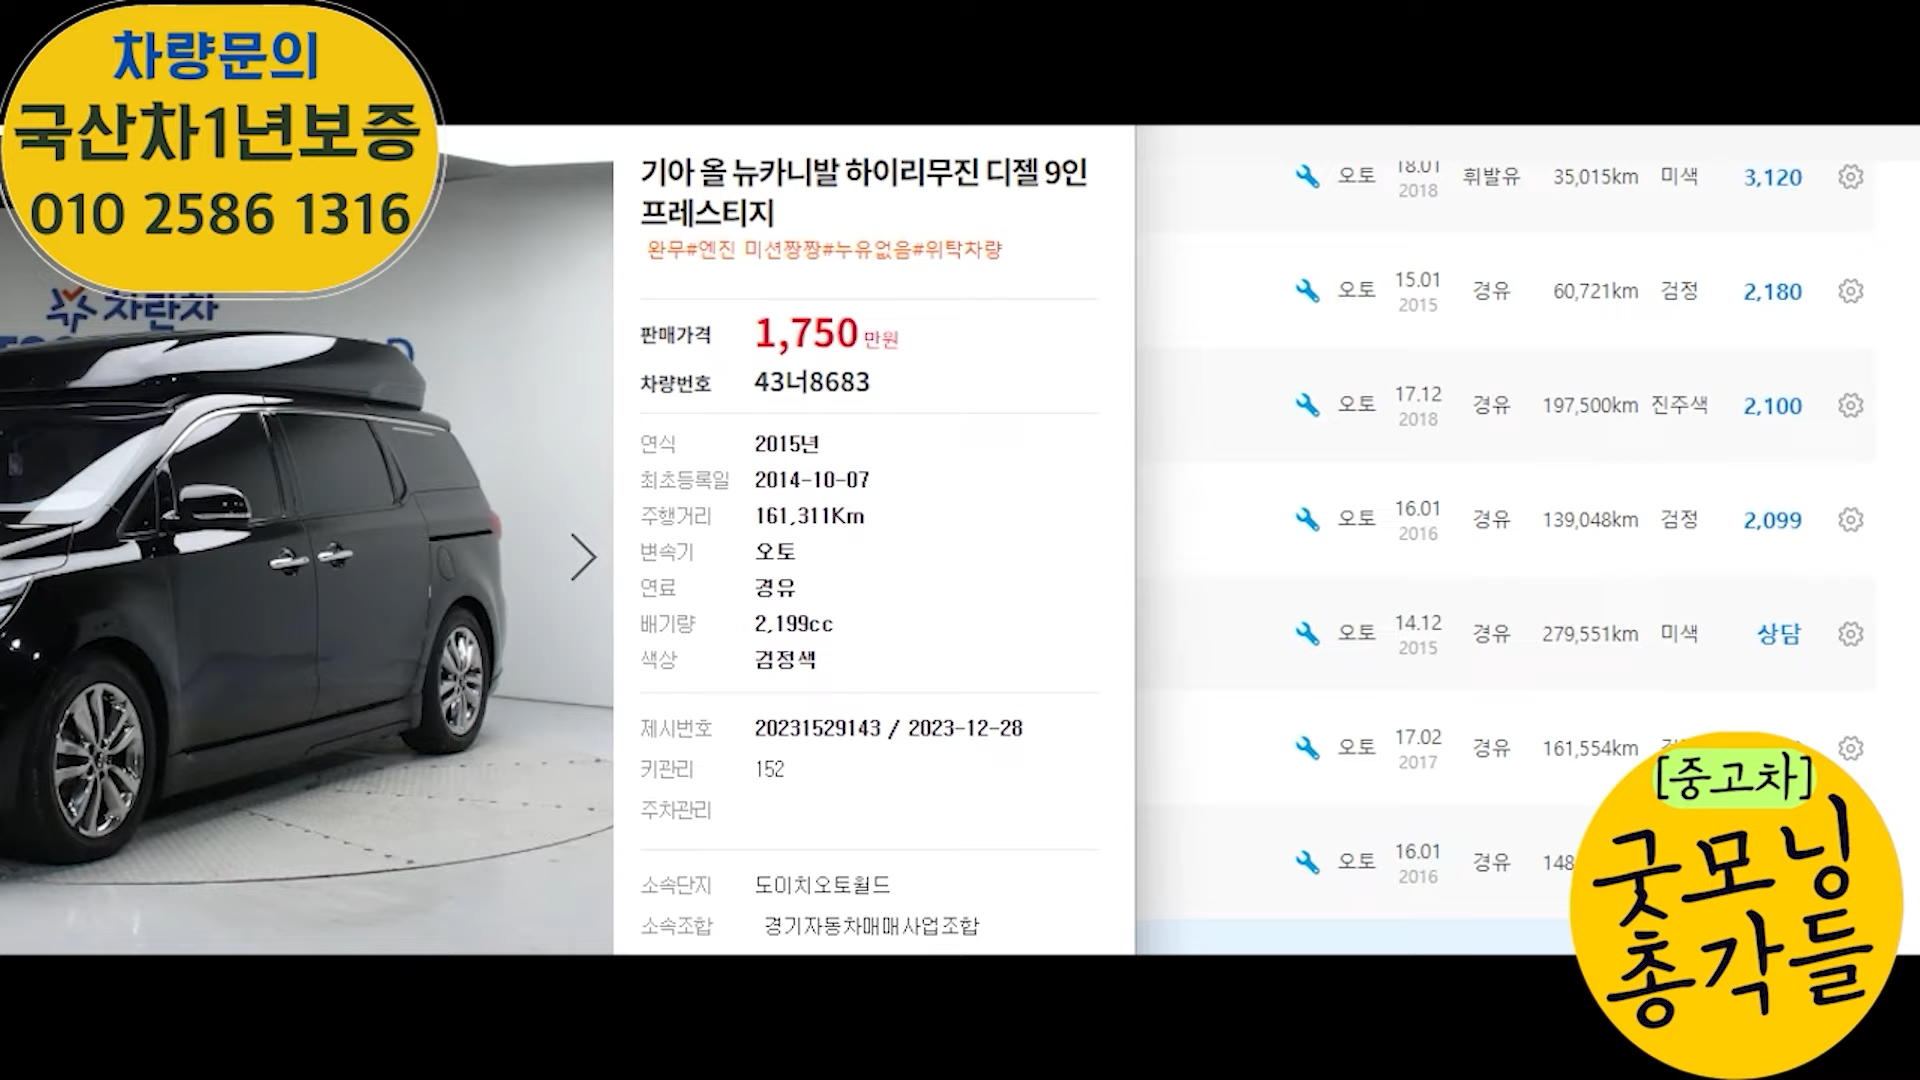 차량문의
국산차1년보증
010 2586 1316
차란차
기아 올 뉴카니발 하이리무진 디젤 9인
프레스티지
완무#엔진 미션짱짱#누유없음#위탁차량
판매가격 1,750 만원
차량번호 43너8683
연식 2015년
최초등록일 2014-10-07
주행거리 161,311Km
변속기 오토
연료 경유
배기량 2,199cc
색상 검정색
제시번호 20231529143 / 2023-12-28
키관리 152
주차관리
소속단지 도이치오토월드
소속조합 경기자동차매매사업조합
오토 18.01 휘발유 35,015km 미색 3,120
2018
오토 15.01 경유 60,721km 검정 2,180
2015
오토 17.12 경유 197,500km 진주색 2,100
2018
오토 16.01 경유 139,048km 검정 2,099
2016
오토 14.12 경유 279,551km 미색 상담
2015
오토 17.02 경유 161,554km
2017
오토 16.01 경유 148
2016
[중고차]
굿모닝
총각들